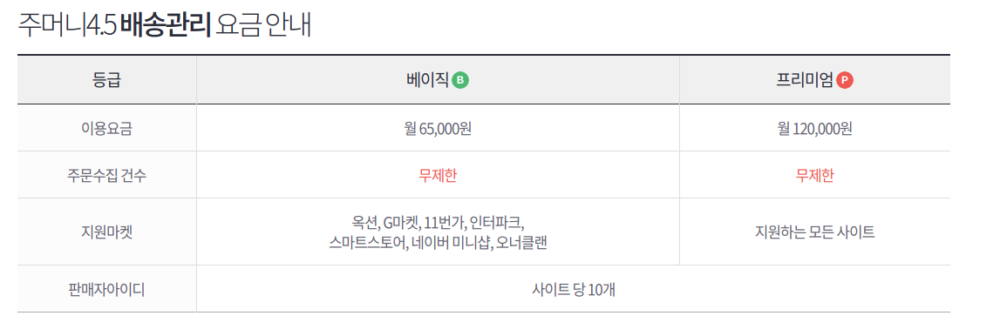 주머니4.5 배송관리 요금 안내
등급 베이직 B 프리미엄 P
이용요금 월 65,000원 월 120,000원
주문수집 건수 무제한 무제한
지원마켓 옥션, G마켓, 11번가, 인터파크,
스마트스토어, 네이버 미니샵, 오너클랜 지원하는 모든 사이트
판매자아이디 사이트 당 10개